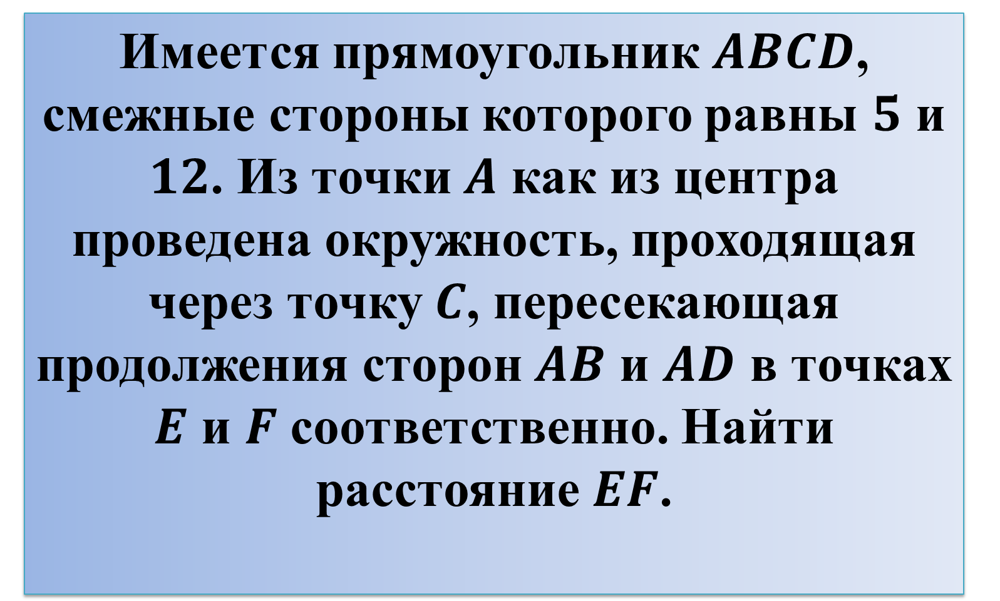 Имеется прямоугольник ABCD,
смежные стороны которого равны 5 и
12. Из точки A как из центра
проведена окружность, проходящая
через точку C, пересекающая
продолжения сторон AB и AD в точках
E и F соответственно. Найти
расстояние EF.